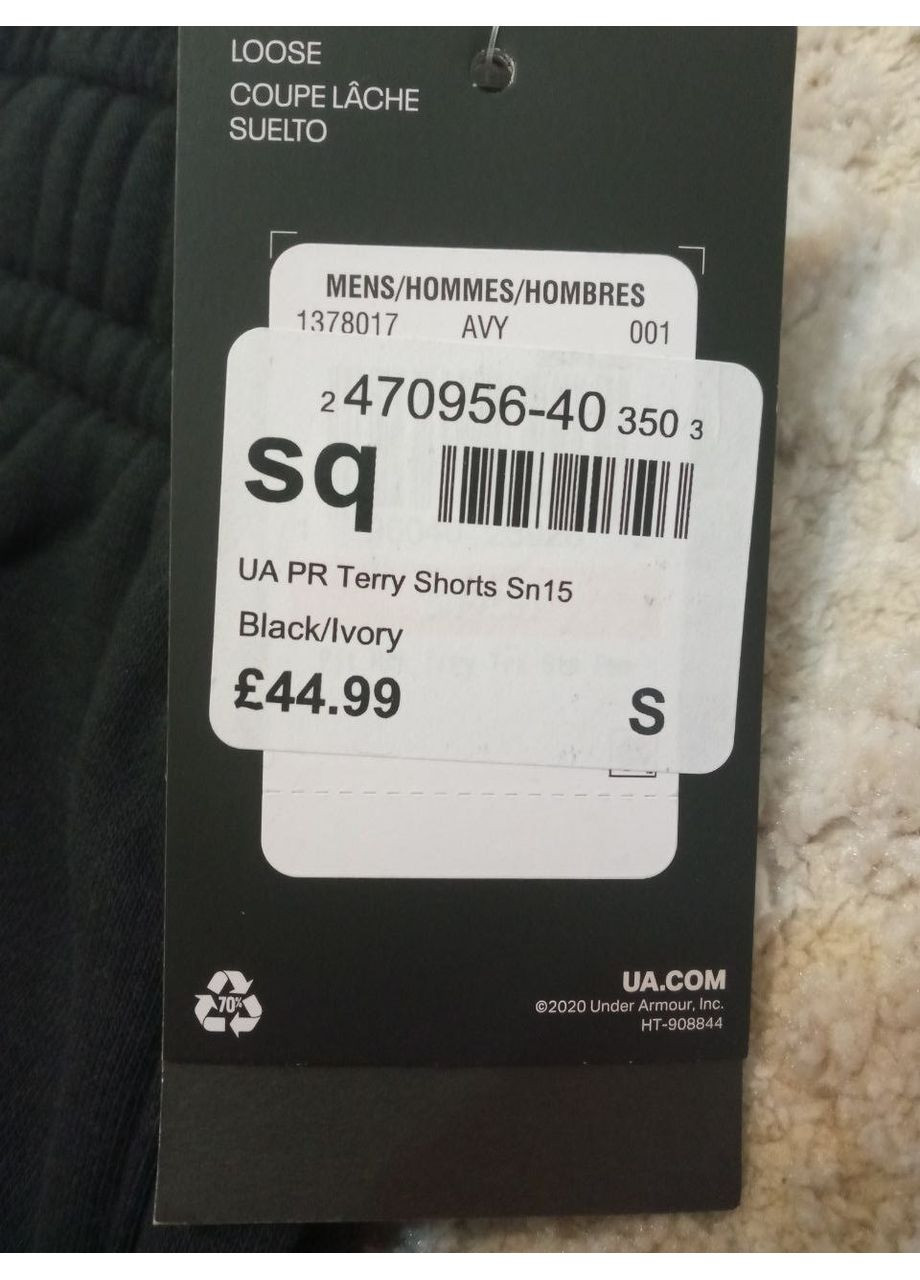 LOOSE
COUPE LÂCHE
SUELTO
MENS/HOMMES/HOMBRES
1378017 AVY 001
2 470956-40 350 3
sq
UA PR Terry Shorts Sn15
Black/Ivory
£44.99 S
70%
UA.COM
©2020 Under Armour, Inc.
HT-908844